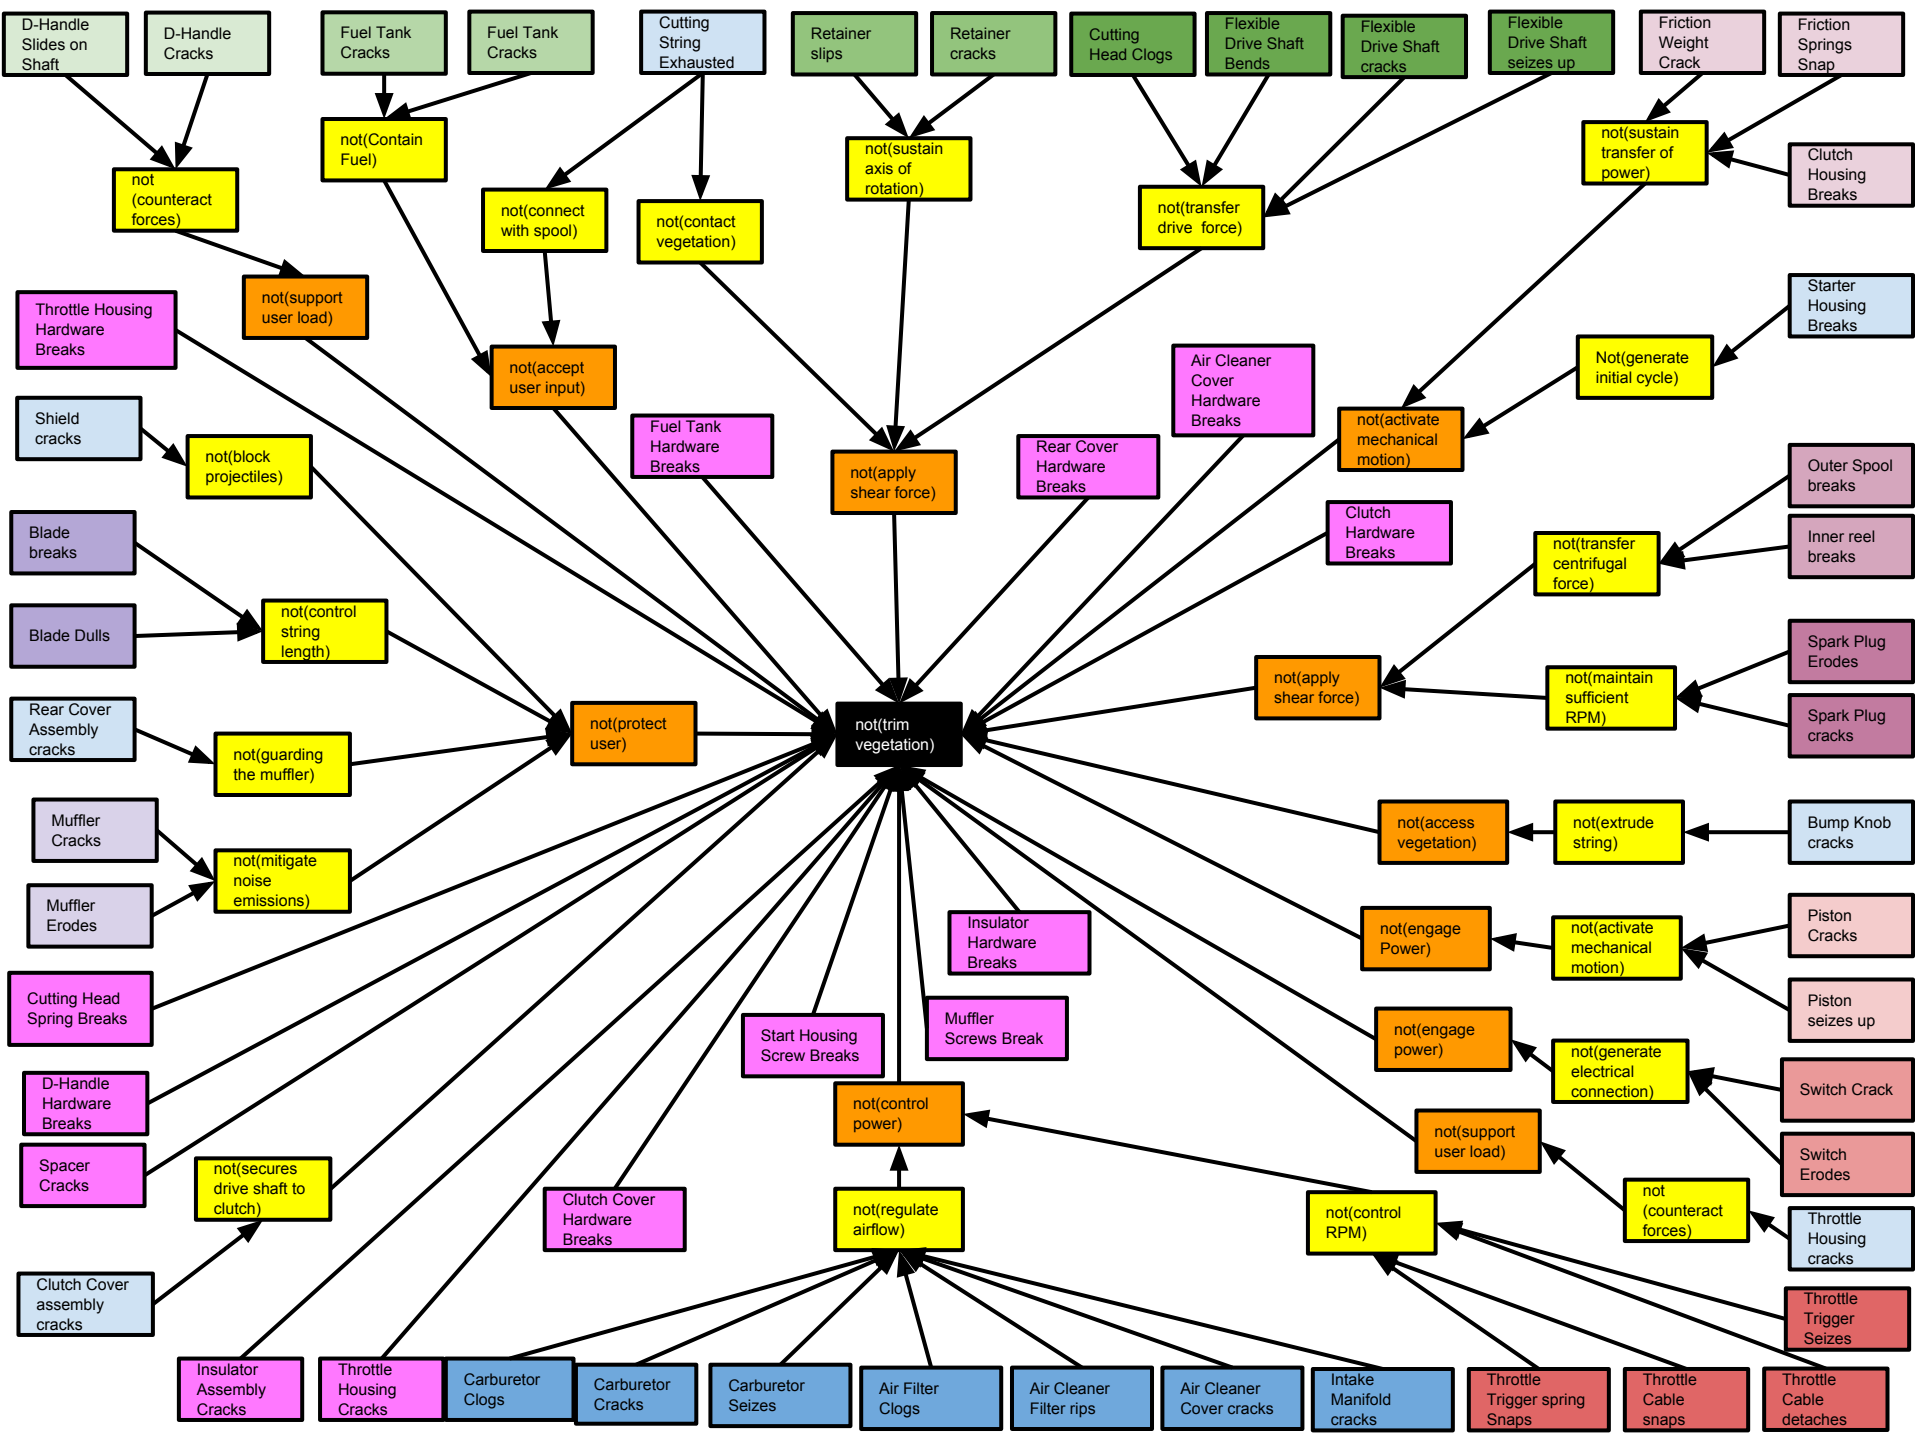 D-Handle
Slides on
Shaft
D-Handle
Cracks
Fuel Tank
Cracks
Fuel Tank
Cracks
Cutting
String
Exhausted
Retainer
slips
Retainer
cracks
Cutting
Head Clogs
Flexible
Drive Shaft
Bends
Flexible
Drive Shaft
cracks
Flexible
Drive Shaft
seizes up
Friction
Weight
Crack
Friction
Springs
Snap
not
(counteract
forces)
not(Contain
Fuel)
not(connect
with spool)
not(contact
vegetation)
not(sustain
axis of
rotation)
not(transfer
drive  force)
not(sustain
transfer of
power)
Clutch
Housing
Breaks
Throttle Housing
Hardware
Breaks
not(support
user load)
not(accept
user input)
Air Cleaner
Cover
Hardware
Breaks
Not(generate
initial cycle)
Starter
Housing
Breaks
Shield
cracks
not(block
projectiles)
Fuel Tank
Hardware
Breaks
not(apply
shear force)
Rear Cover
Hardware
Breaks
not(activate
mechanical
motion)
Outer Spool
breaks
Blade
breaks
Clutch
Hardware
Breaks
not(transfer
centrifugal
force)
Inner reel
breaks
Blade Dulls
not(control
string
length)
not(apply
shear force)
not(maintain
sufficient
RPM)
Spark Plug
Erodes
Spark Plug
cracks
Rear Cover
Assembly
cracks
not(guarding
the muffler)
not(protect
user)
not(trim
vegetation)
Muffler
Cracks
not(mitigate
noise
emissions)
Muffler
Erodes
not(access
vegetation)
not(extrude
string)
Bump Knob
cracks
Insulator
Hardware
Breaks
not(engage
Power)
not(activate
mechanical
motion)
Piston
Cracks
Piston
seizes up
Cutting Head
Spring Breaks
Start Housing
Screw Breaks
Muffler
Screws Break
not(engage
power)
not(generate
electrical
connection)
Switch Crack
Switch
Erodes
D-Handle
Hardware
Breaks
not(control
power)
not(support
user load)
Spacer
Cracks
not(secures
drive shaft to
clutch)
Clutch Cover
Hardware
Breaks
not(regulate
airflow)
not(control
RPM)
not
(counteract
forces)
Throttle
Housing
cracks
Clutch Cover
assembly
cracks
Throttle
Trigger
Seizes
Insulator
Assembly
Cracks
Throttle
Housing
Cracks
Carburetor
Clogs
Carburetor
Cracks
Carburetor
Seizes
Air Filter
Clogs
Air Cleaner
Filter rips
Air Cleaner
Cover cracks
Intake
Manifold
cracks
Throttle
Trigger spring
Snaps
Throttle
Cable
snaps
Throttle
Cable
detaches